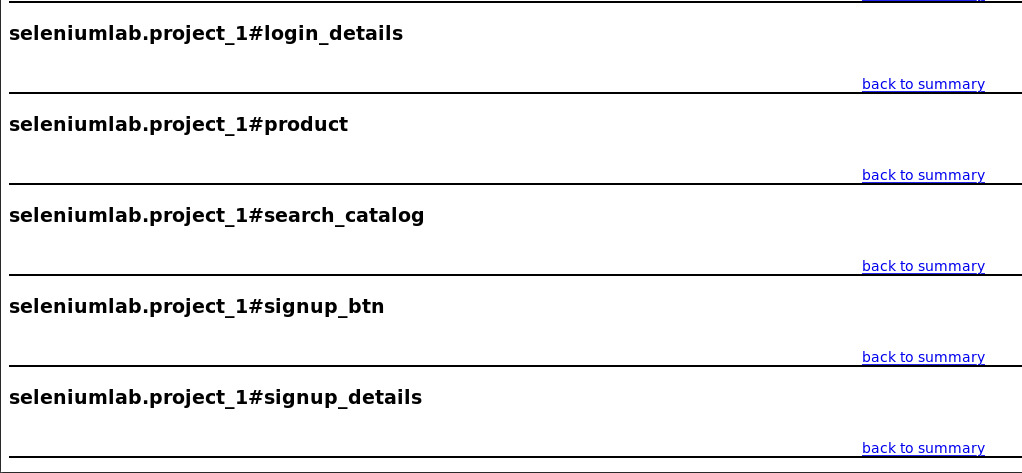 seleniumlab.project_1#login_details
back to summary
seleniumlab.project_1#product
back to summary
seleniumlab.project_1#search_catalog
back to summary
seleniumlab.project_1#signup_btn
back to summary
seleniumlab.project_1#signup_details
back to summary